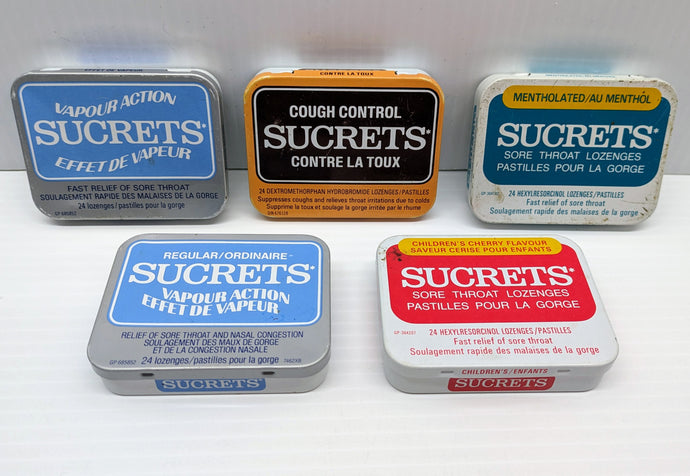 EFFET DE VAPEUR
VAPOUR ACTION
SUCRETS*
EFFET DE VAPEUR
FAST RELIEF OF SORE THROAT
SOULAGEMENT RAPIDE DES MALAISES DE LA GORGE
GP 685852
24 lozenges/pastilles pour la gorge
CONTRE LA TOUX
COUGH CONTROL
SUCRETS*
CONTRE LA TOUX
24 DEXTROMETHORPHAN HYDROBROMIDE LOZENGES/PASTILLES
Suppresses coughs and relieves throat irritations due to colds
Supprime la toux et soulage la gorge irritée par le rhume
MENTHOLATED/AU MENTHOL
SUCRETS*
SORE THROAT LOZENGES
PASTILLES POUR LA GORGE
24 HEXYLRESORCINOL LOZENGES/PASTILLES
Fast relief of sore throat
Soulagement rapide des malaises de la gorge
REGULAR/ORDINAIRE
SUCRETS*
VAPOUR ACTION
EFFET DE VAPEUR
RELIEF OF SORE THROAT AND NASAL CONGESTION
SOULAGEMENT DES MAUX DE GORGE
ET DE LA CONGESTION NASALE
GP 685852
24 lozenges/pastilles pour la gorge
SUCRETS
CHILDREN'S CHERRY FLAVOUR
SAVEUR CERISE POUR ENFANTS
SUCRETS*
SORE THROAT LOZENGES
PASTILLES POUR LA GORGE
24 HEXYLRESORCINOL LOZENGES/PASTILLES
Fast relief of sore throat
Soulagement rapide des malaises de la gorge
CHILDREN'S/ENFANTS
SUCRETS